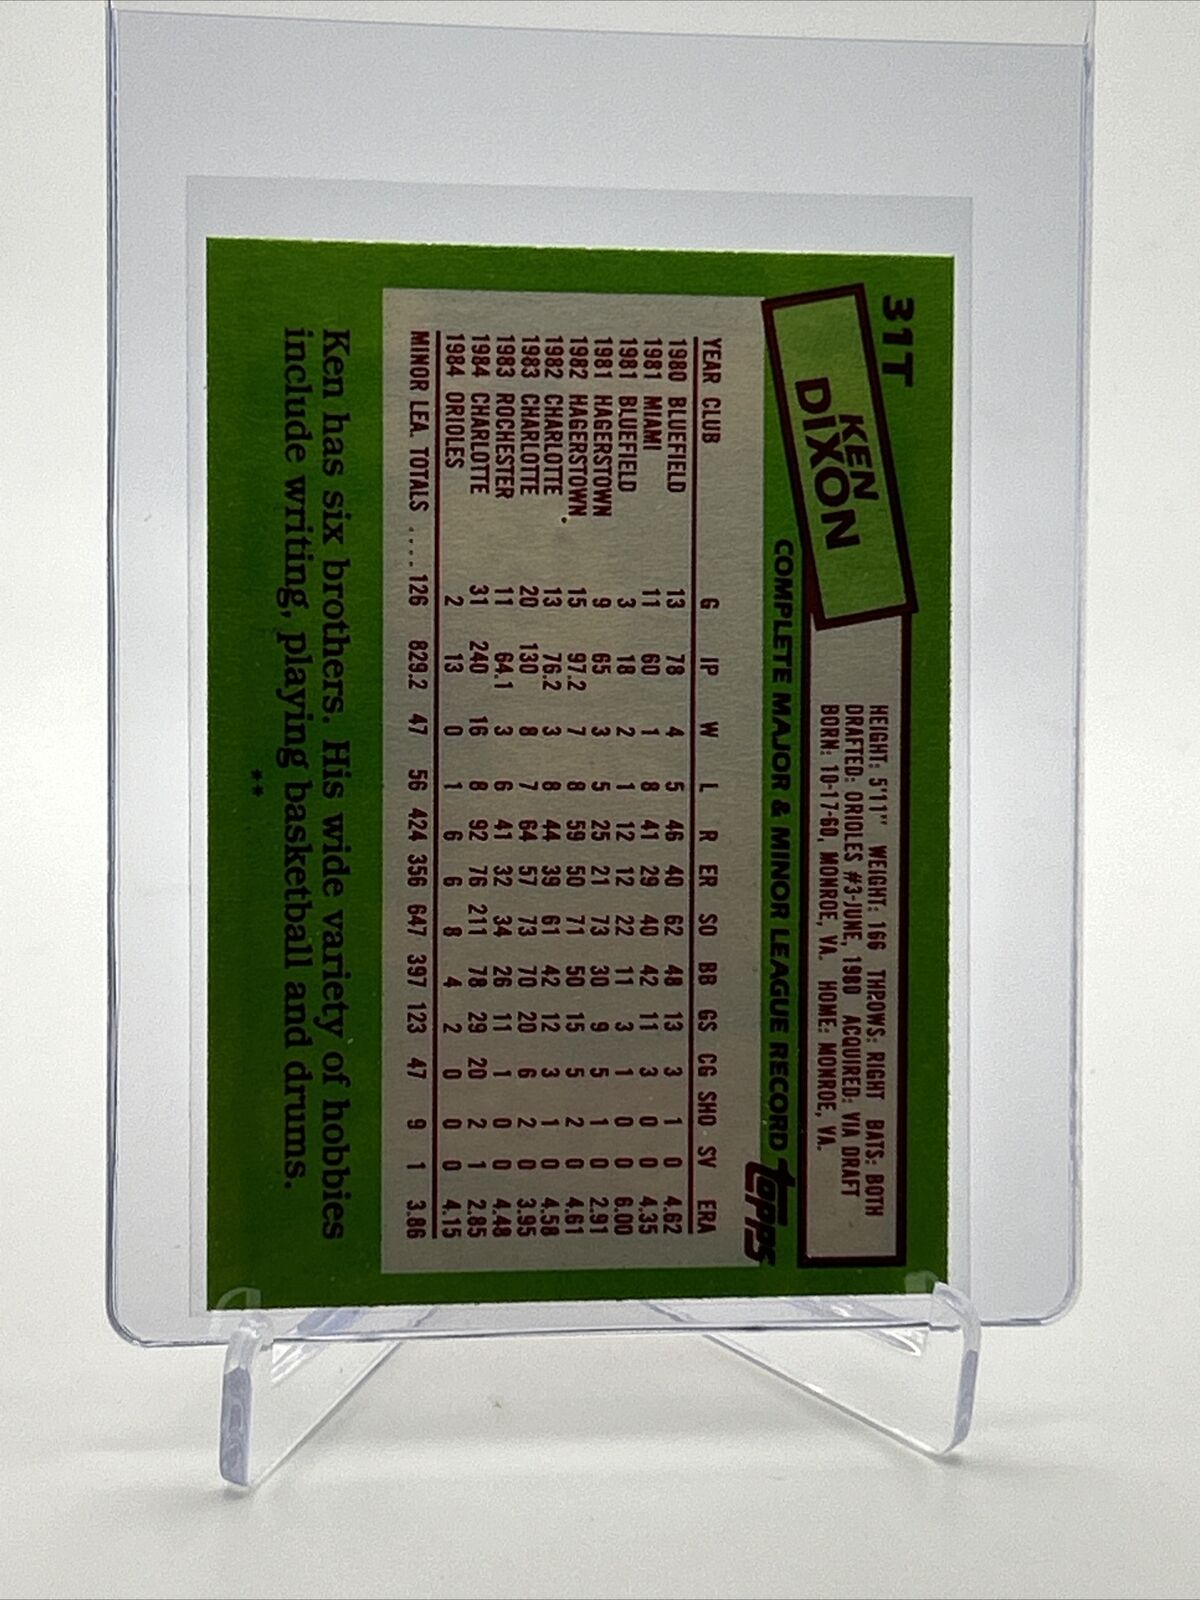 31T
KEN
DIXON
HEIGHT: 5'11" WEIGHT: 166 THROWS: RIGHT BATS: BOTH
DRAFTED: ORIOLES #3-JUNE, 1980 ACQUIRED: VIA DRAFT
BORN: 10-17-60, MONROE, VA. HOME: MONROE, VA.
COMPLETE MAJOR & MINOR LEAGUE RECORD topps
YEAR CLUB G IP W L R ER SO BB GS CG SHO SV ERA
1980 BLUEFIELD 13 78 4 5 46 40 62 48 13 3 1 0 4.62
1981 MIAMI 11 60 1 8 41 29 40 42 11 3 0 0 4.35
1981 BLUEFIELD 3 18 2 1 12 12 22 11 3 1 0 0 6.00
1981 HAGERSTOWN 9 65 3 5 25 21 73 30 9 5 1 0 2.91
1982 HAGERSTOWN. 15 97.2 7 8 59 50 71 50 15 5 2 0 4.61
1982 CHARLOTTE 13 76.2 3 8 44 39 61 42 12 3 1 0 4.58
1983 CHARLOTTE 20 130 8 7 64 57 73 70 20 6 2 0 3.95
1983 ROCHESTER 11 64.1 3 6 41 32 34 26 11 1 0 0 4.48
1984 CHARLOTTE 31 240 16 8 92 76 211 78 29 20 2 1 2.85
1984 ORIOLES 2 13 0 1 6 6 8 4 2 0 0 0 4.15
MINOR LEA. TOTALS .... 126 829.2 47 56 424 356 647 397 123 47 9 1 3.86
Ken has six brothers. His wide variety of hobbies
include writing, playing basketball and drums.
**